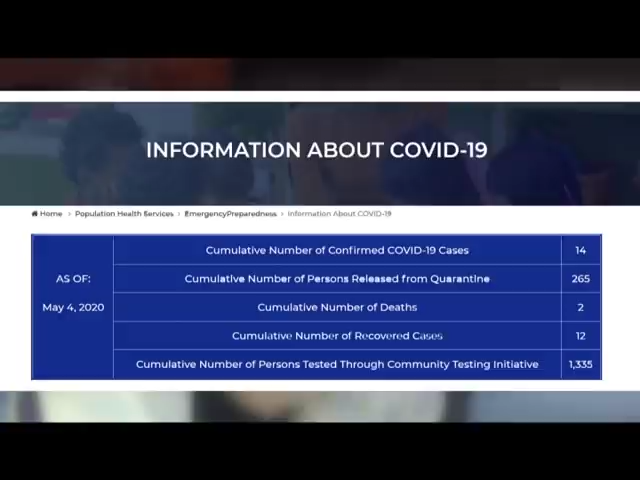 INFORMATION ABOUT COVID-19
Home > Population Health Services > EmergencyPreparedness > Information About COVID-19
AS OF:
May 4, 2020
Cumulative Number of Confirmed COVID-19 Cases 14
Cumulative Number of Persons Released from Quarantine 265
Cumulative Number of Deaths 2
Cumulative Number of Recovered Cases 12
Cumulative Number of Persons Tested Through Community Testing Initiative 1,335